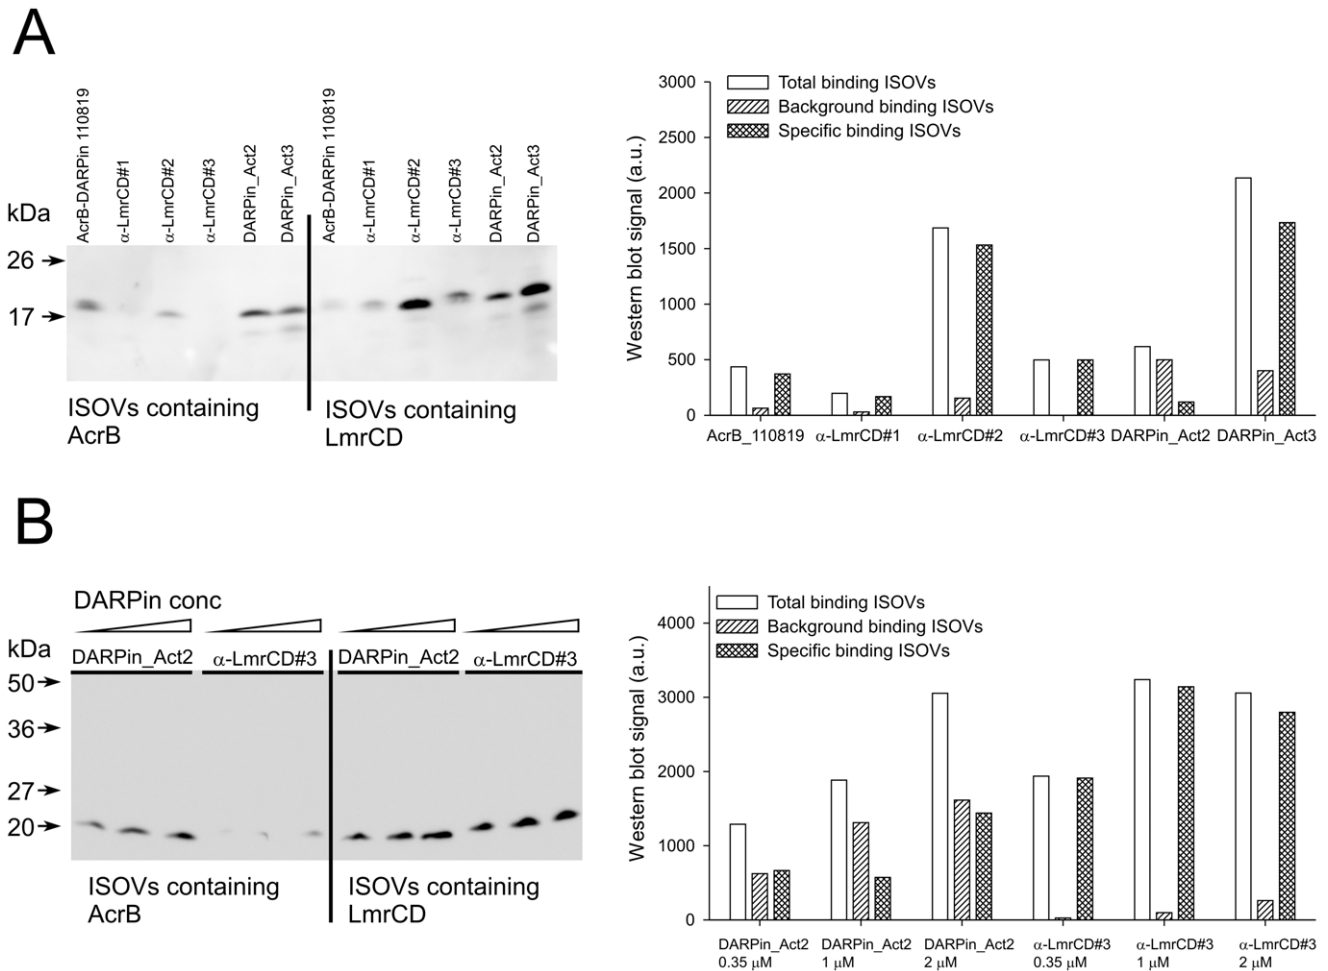 A
kDa
AcrB-DARPin 110819
α-LmrCD#1
α-LmrCD#2
α-LmrCD#3
DARPin_Act2
DARPin_Act3
AcrB-DARPin 110819
α-LmrCD#1
α-LmrCD#2
α-LmrCD#3
DARPin_Act2
DARPin_Act3
26
17
ISOVs containing
AcrB
ISOVs containing
LmrCD
Western blot signal (a.u.)
3000
2500
2000
1500
1000
500
0
Total binding ISOVs
Background binding ISOVs
Specific binding ISOVs
AcrB_110819 α-LmrCD#1 α-LmrCD#2 α-LmrCD#3 DARPin_Act2 DARPin_Act3
B
DARPin conc
kDa
DARPin_Act2 α-LmrCD#3 DARPin_Act2 α-LmrCD#3
50
36
27
20
ISOVs containing
AcrB
ISOVs containing
LmrCD
Western blot signal (a.u.)
4000
3000
2000
1000
0
Total binding ISOVs
Background binding ISOVs
Specific binding ISOVs
DARPin_Act2 DARPin_Act2 DARPin_Act2 α-LmrCD#3 α-LmrCD#3 α-LmrCD#3
0.35 μM 1 μM 2 μM 0.35 μM 1 μM 2 μM